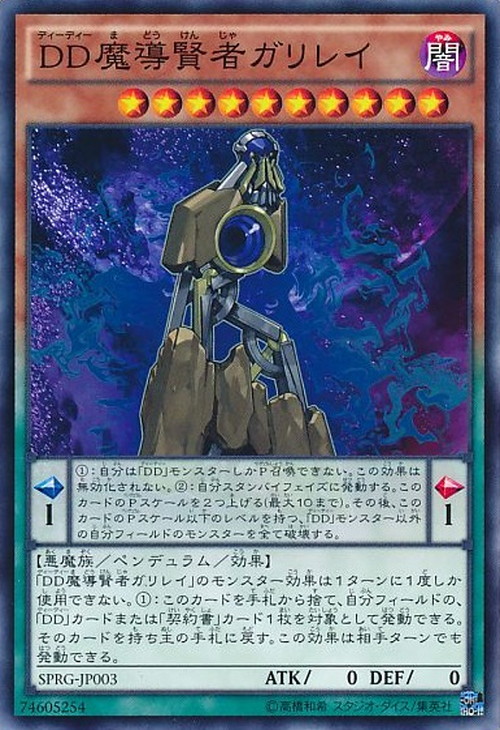 DD魔導賢者ガリレイ
闇
①:自分は「DD」モンスターしかP召喚できない。この効果は
無効化されない。②:自分スタンバイフェイズに発動する。この
カードのPスケールを2つ上げる(最大10まで)。その後、この
カードのPスケール以下のレベルを持つ、「DD」モンスター以外
の自分フィールドのモンスターを全て破壊する。
1
1
【悪魔族/ペンデュラム/効果】
「DD魔導賢者ガリレイ」のモンスター効果は1ターンに1度しか
使用できない。①:このカードを手札から捨て、自分フィールドの、
「DD」カードまたは「契約書」カード1枚を対象として発動できる。
そのカードを持ち主の手札に戻す。この効果は相手ターンでも
発動できる。
SPRG-JP003
ATK/ 0 DEF/ 0
74605254
©高橋和希 スタジオ・ダイス/集英社